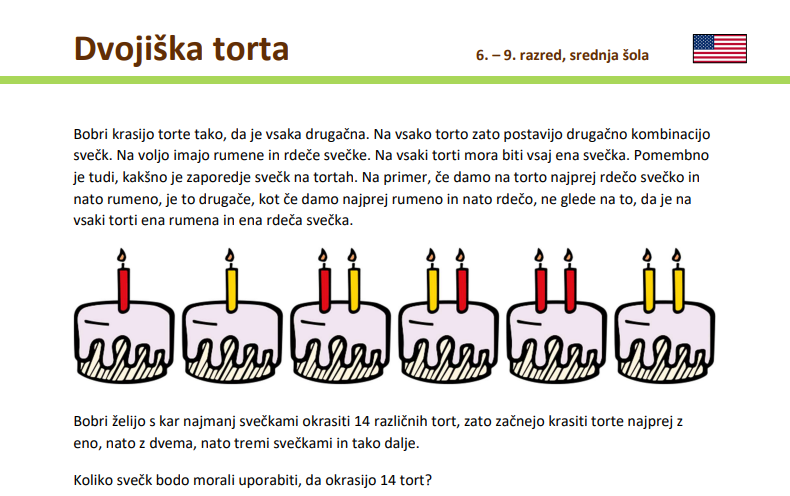 Dvojiška torta
6. – 9. razred, srednja šola
Bobri krasijo torte tako, da je vsaka drugačna. Na vsako torto zato postavijo drugačno kombinacijo
svečk. Na voljo imajo rumene in rdeče svečke. Na vsaki torti mora biti vsaj ena svečka. Pomembno
je tudi, kakšno je zaporedje svečk na tortah. Na primer, če damo na torto najprej rdečo svečko in
nato rumeno, je to drugače, kot če damo najprej rumeno in nato rdečo, ne glede na to, da je na
vsaki torti ena rumena in ena rdeča svečka.
Bobri želijo s kar najmanj svečkami okrasiti 14 različnih tort, zato začnejo krasiti torte najprej z
eno, nato z dvema, nato tremi svečkami in tako dalje.
Koliko svečk bodo morali uporabiti, da okrasijo 14 tort?